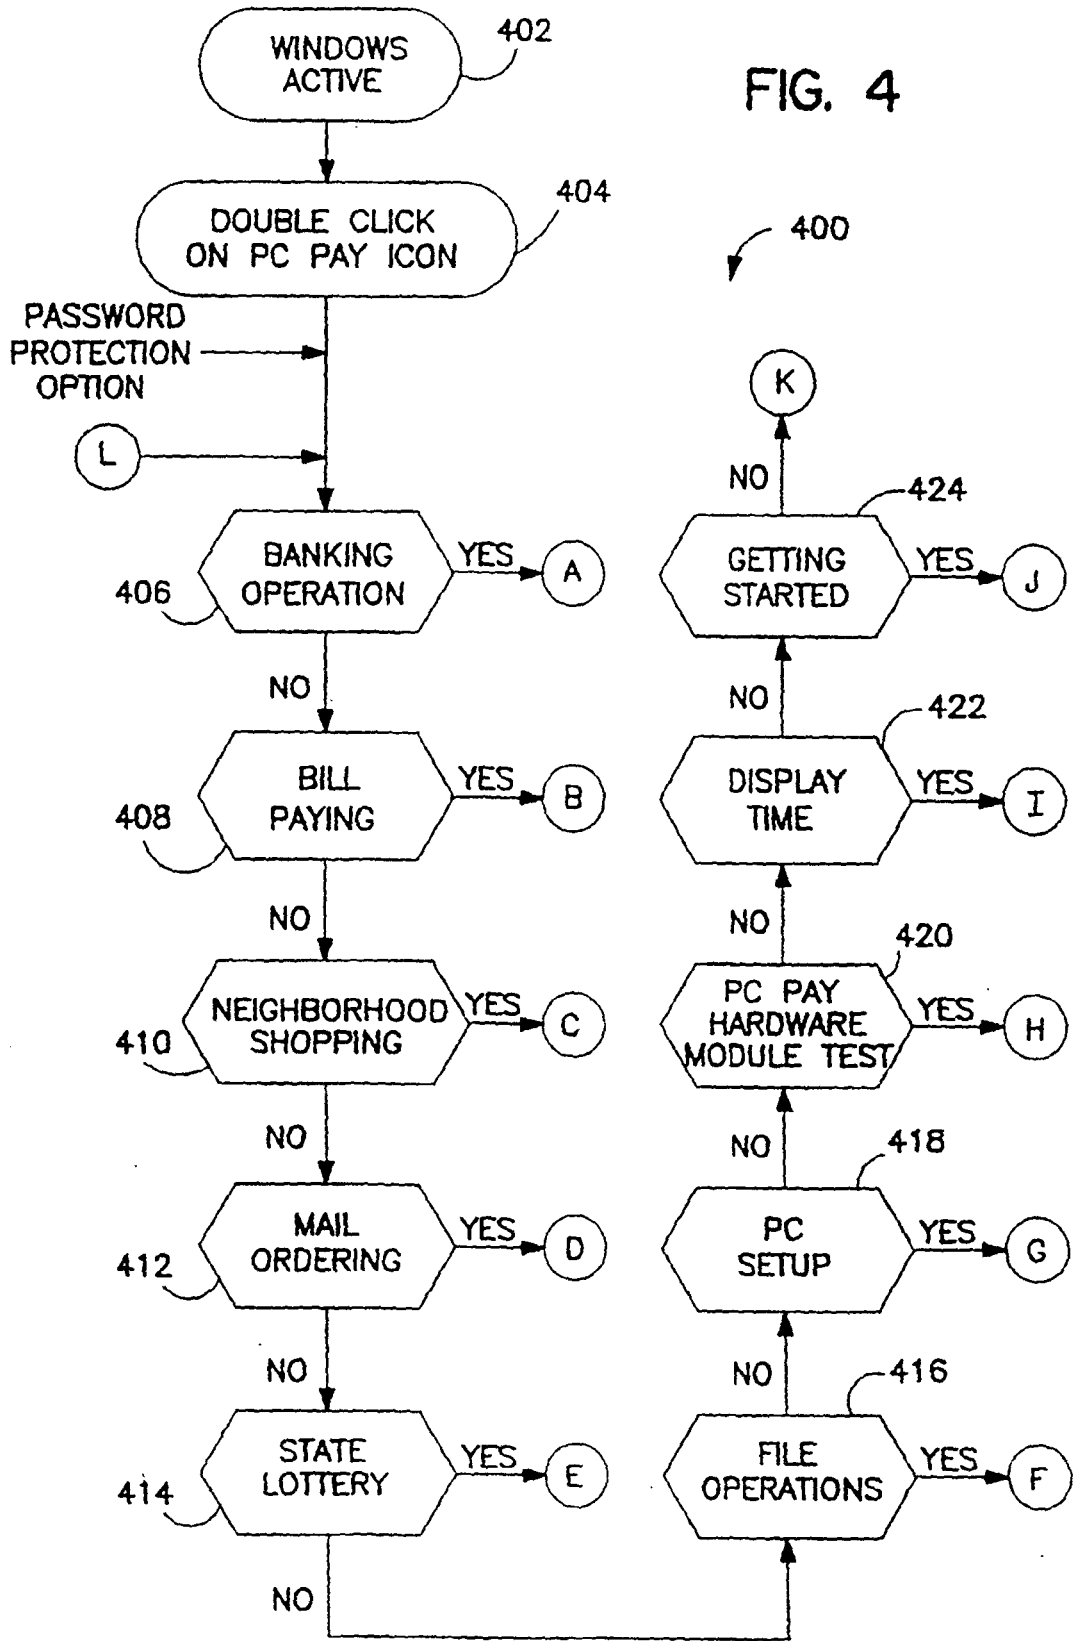 FIG. 4
400
WINDOWS
ACTIVE
402
DOUBLE CLICK
ON PC PAY ICON
404
PASSWORD
PROTECTION
OPTION
L
BANKING
OPERATION
406
YES
A
NO
BILL
PAYING
408
YES
B
NO
NEIGHBORHOOD
SHOPPING
410
YES
C
NO
MAIL
ORDERING
412
YES
D
NO
STATE
LOTTERY
414
YES
E
NO
FILE
OPERATIONS
416
YES
F
NO
PC
SETUP
418
YES
G
NO
PC PAY
HARDWARE
MODULE TEST
420
YES
H
NO
DISPLAY
TIME
422
YES
I
NO
GETTING
STARTED
424
YES
J
NO
K